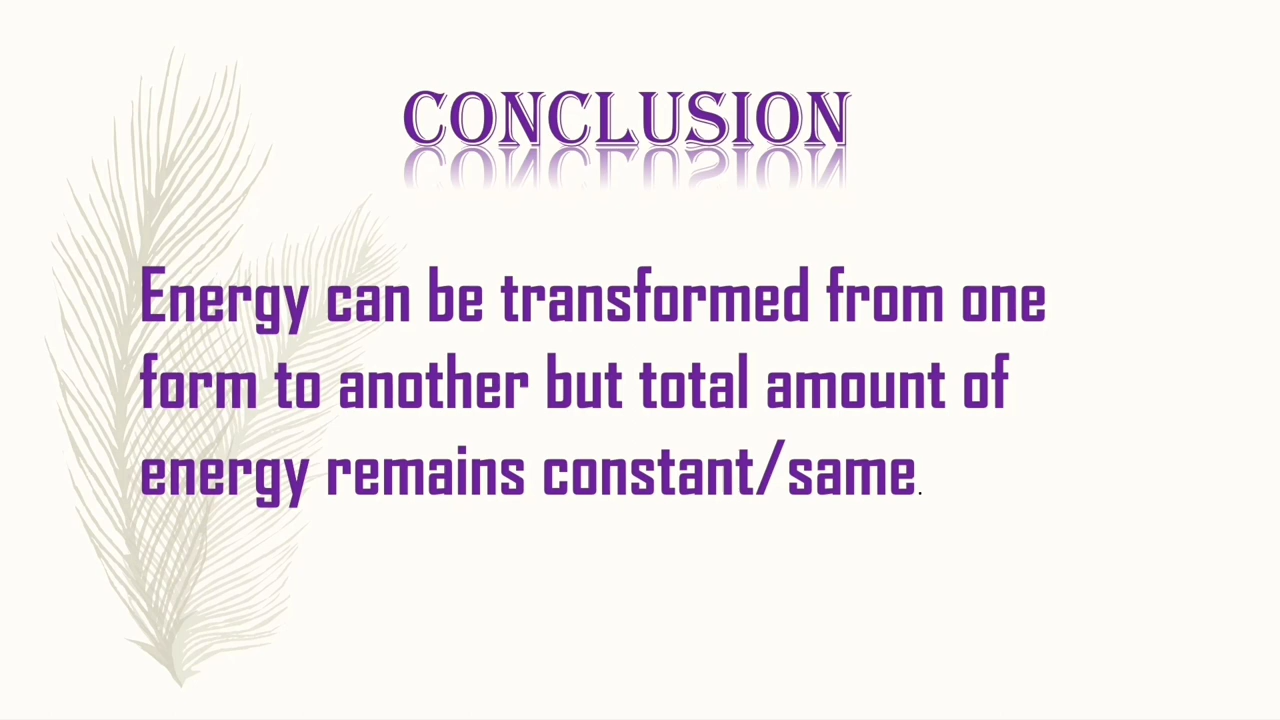 CONCLUSION
Energy can be transformed from one
form to another but total amount of
energy remains constant/same.